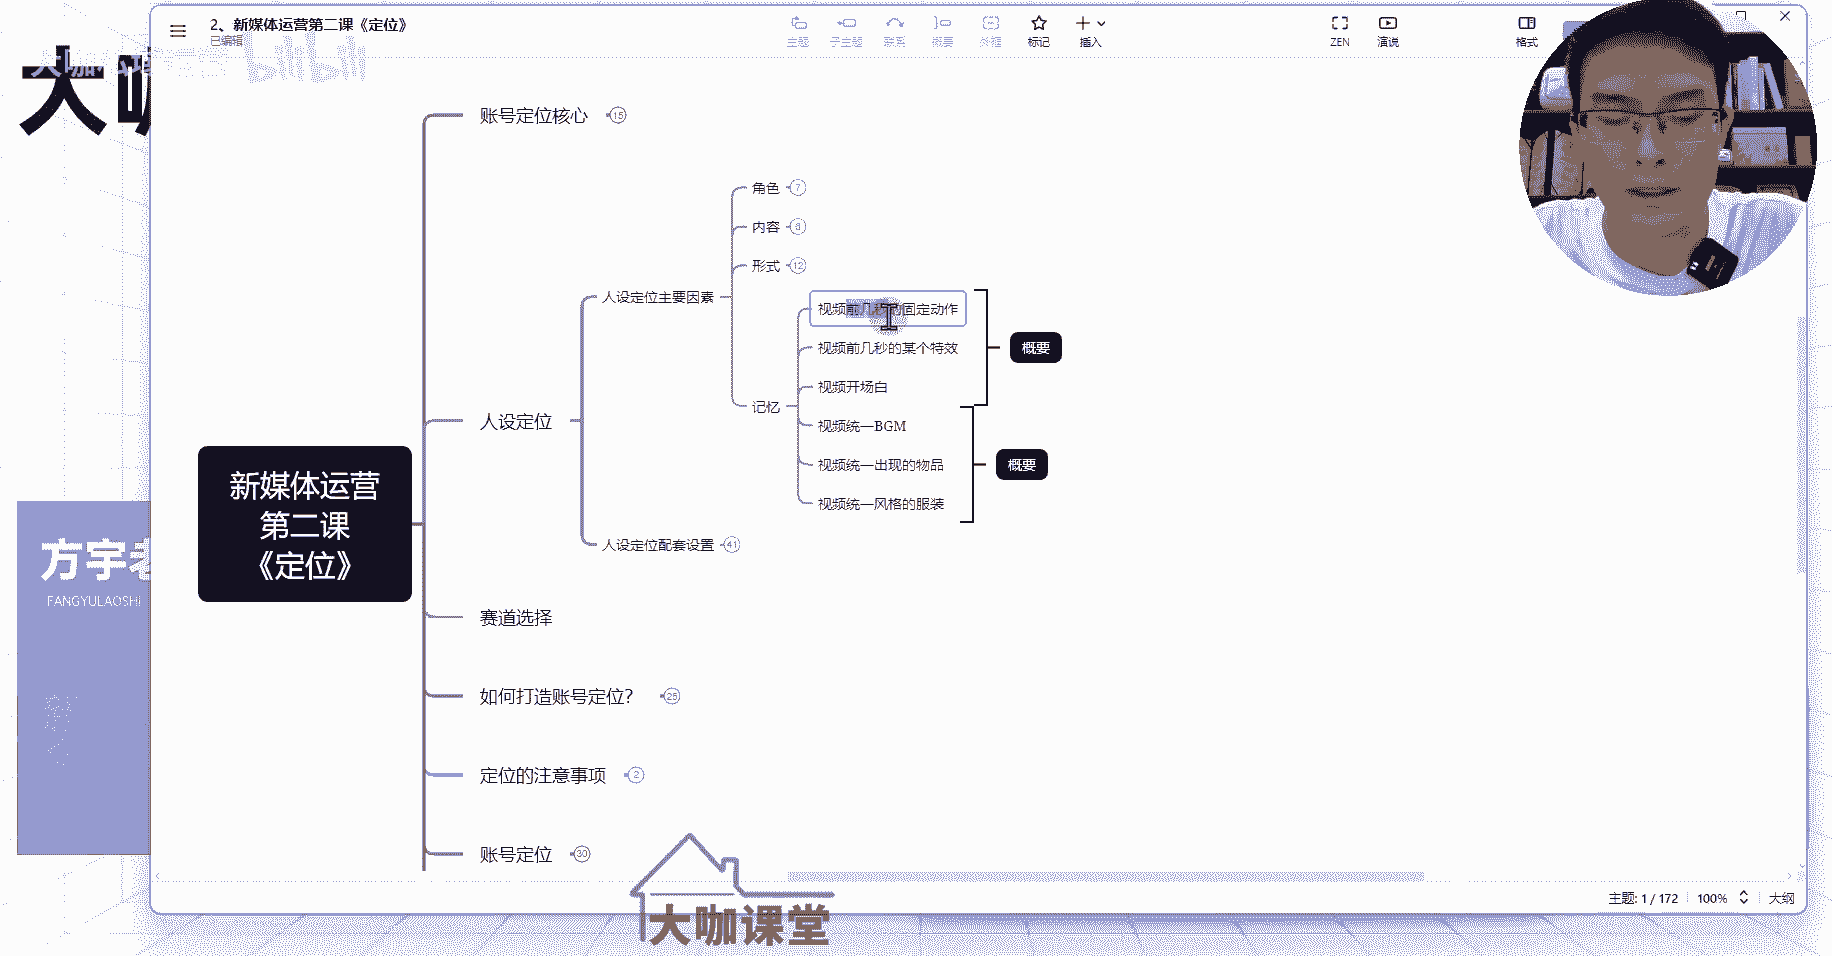 2、新媒体运营第二课《定位》
已编辑
主题
子主题
联系
概要
外框
标记
插入
ZEN
演说
格式
大咖
bilibili
账号定位核心 15
角色 7
内容 8
形式 12
人设定位主要因素
视频前几秒的固定动作
视频前几秒的某个特效
概要
视频开场白
记忆
人设定位
视频统一BGM
视频统一出现的物品
概要
视频统一风格的服装
新媒体运营
第二课
《定位》
人设定位配套设置 41
方宇老
FANGYULAOSHI
赛道选择
如何打造账号定位? 25
定位的注意事项 2
账号定位 30
主题: 1 / 172
100%
大纲
大咖课堂